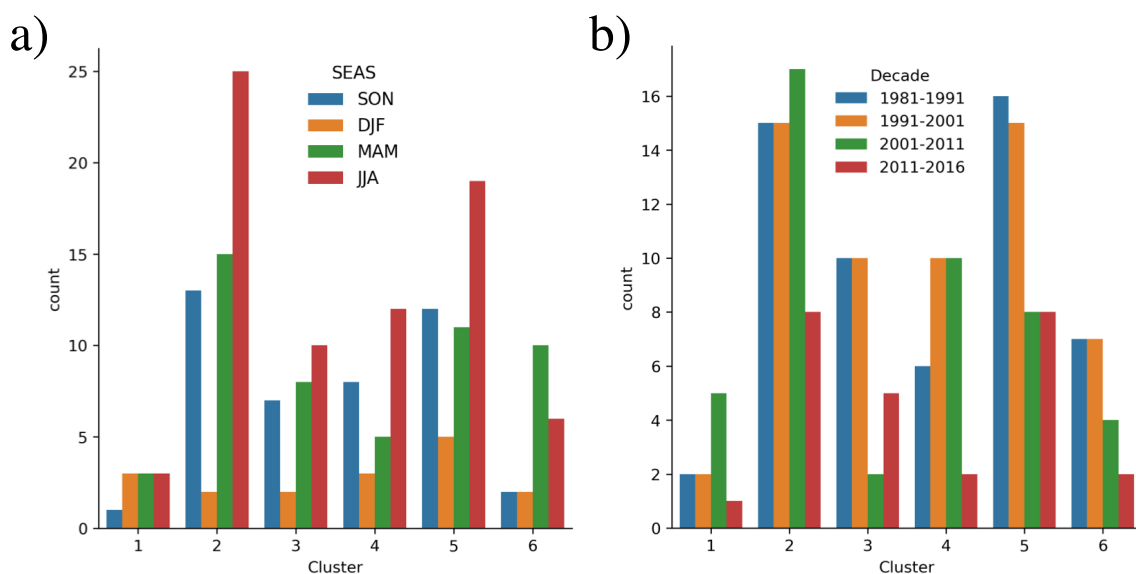 a)
SEAS
SON
DJF
MAM
JJA
25
20
15
10
5
0
count
1 2 3 4 5 6
Cluster
b)
Decade
1981-1991
1991-2001
2001-2011
2011-2016
16
14
12
10
8
6
4
2
0
count
1 2 3 4 5 6
Cluster